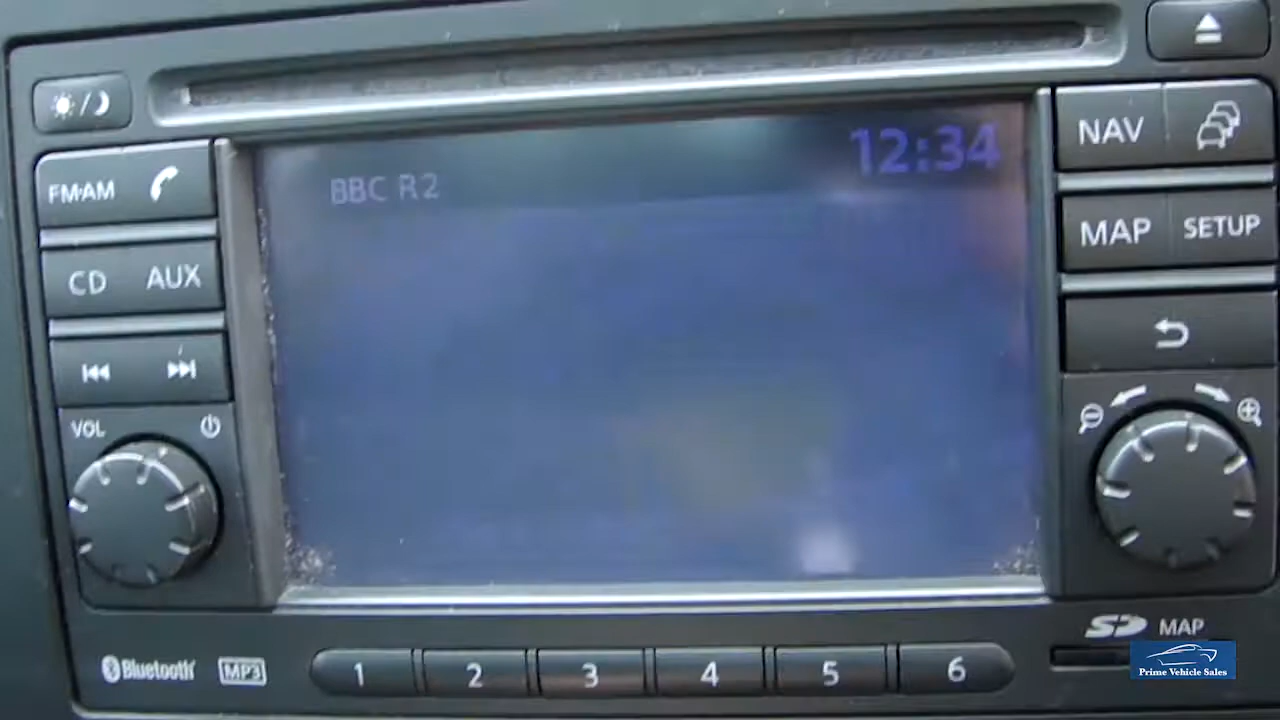 NAV
FM·AM
12:34
BBC R2
MAP
SETUP
CD
AUX
VOL
SD MAP
Bluetooth
MP3
1
2
3
4
5
6
Prime Vehicle Sales